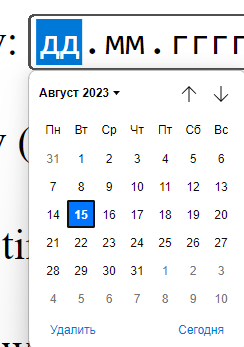 y: дд.мм.гггг
Август 2023
Пн Вт Ср Чт Пт Сб Вс
31 1 2 3 4 5 6
7 8 9 10 11 12 13
14 15 16 17 18 19 20
21 22 23 24 25 26 27
28 29 30 31 1 2 3
4 5 6 7 8 9 10
Удалить Сегодня